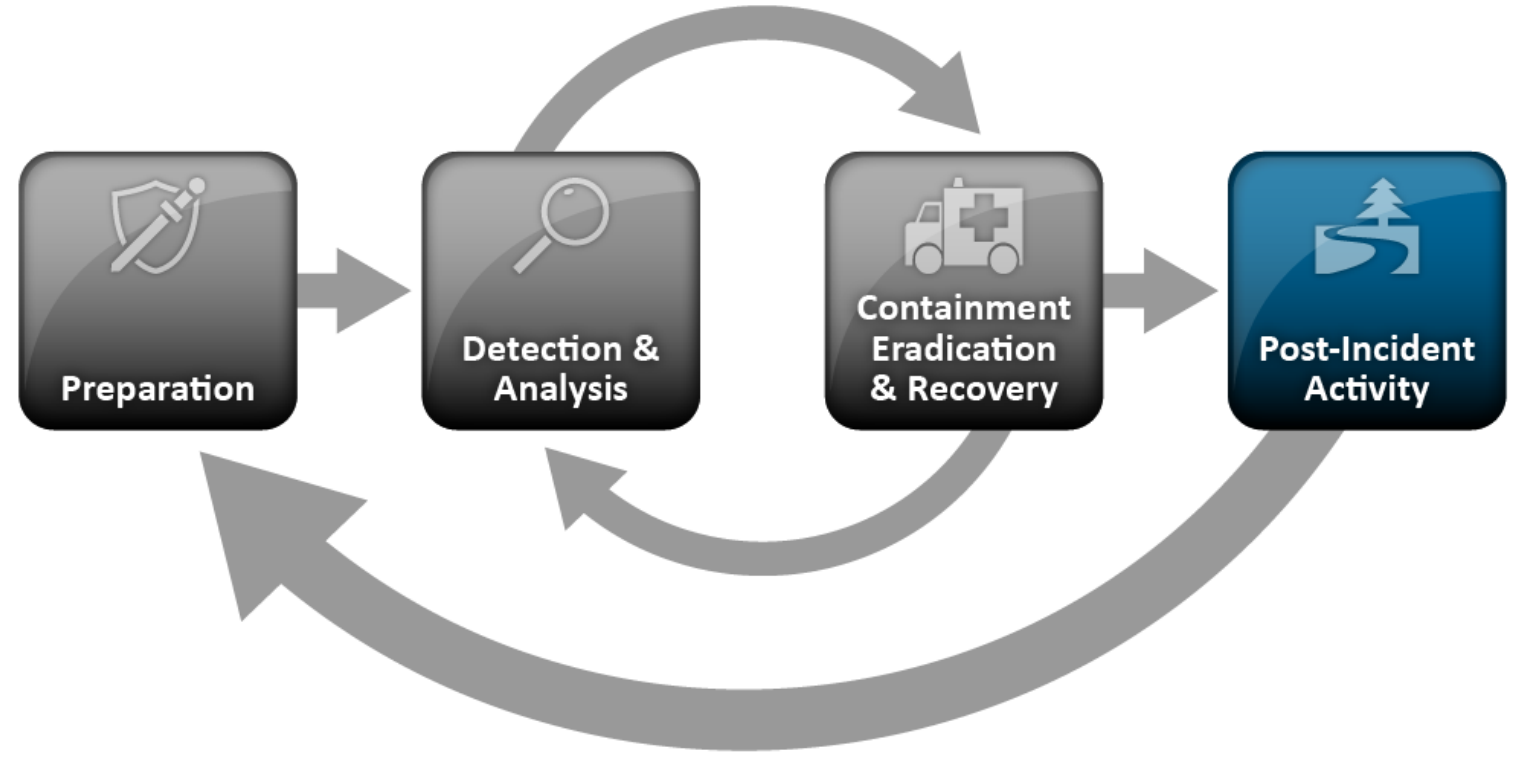 Preparation
Detection &
Analysis
Containment
Eradication
& Recovery
Post-Incident
Activity